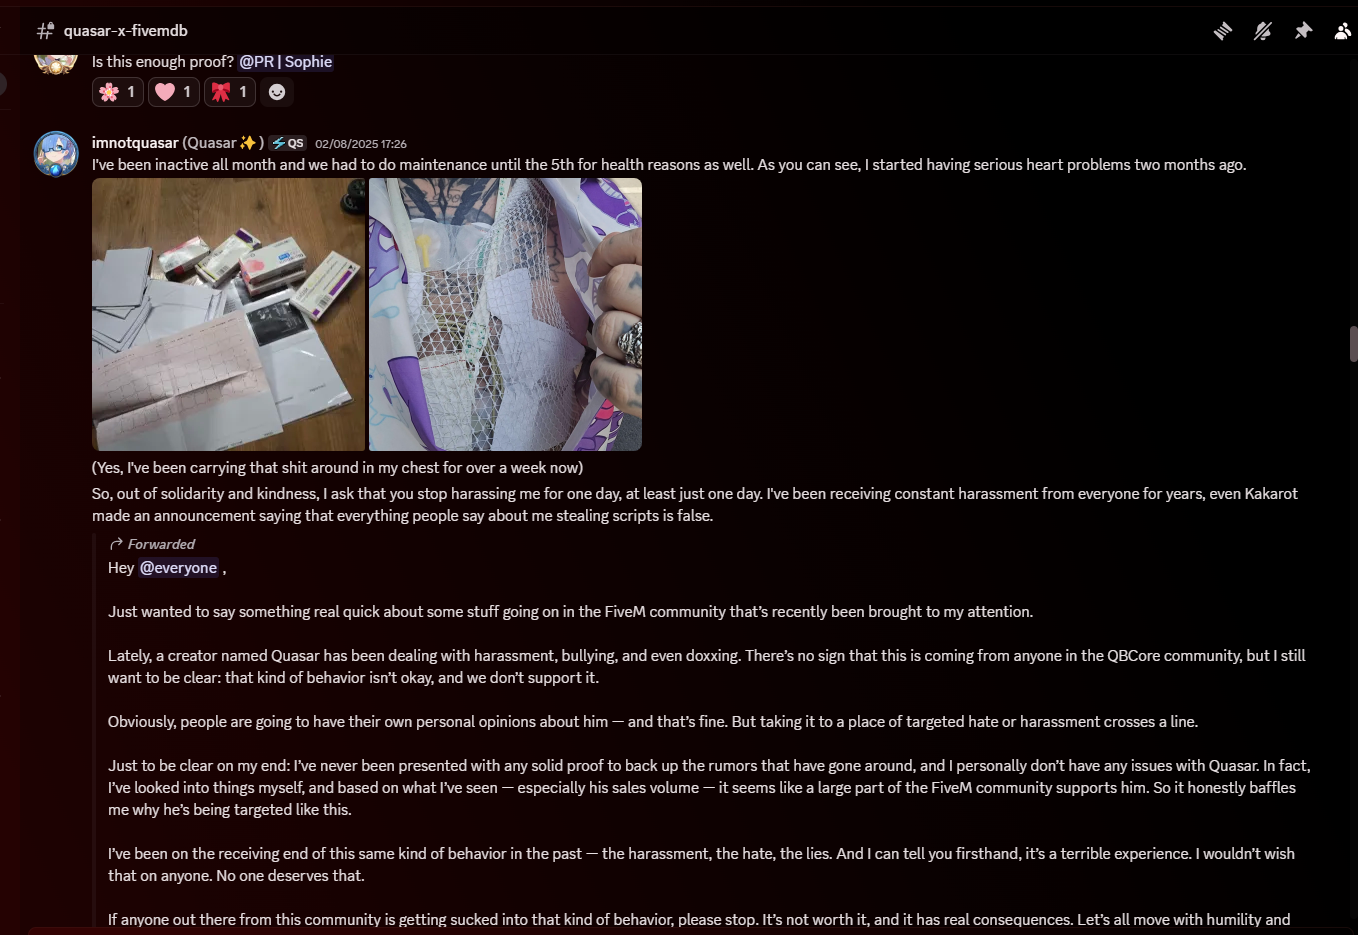 quasar-x-fivemdb
Is this enough proof? @PR | Sophie
1 1 1
imnotquasar (Quasar✨) QS 02/08/2025 17:26
I've been inactive all month and we had to do maintenance until the 5th for health reasons as well. As you can see, I started having serious heart problems two months ago.
(Yes, I've been carrying that shit around in my chest for over a week now)
So, out of solidarity and kindness, I ask that you stop harassing me for one day, at least just one day. I've been receiving constant harassment from everyone for years, even Kakarot
made an announcement saying that everything people say about me stealing scripts is false.
Forwarded
Hey @everyone ,
Just wanted to say something real quick about some stuff going on in the FiveM community that's recently been brought to my attention.
Lately, a creator named Quasar has been dealing with harassment, bullying, and even doxxing. There's no sign that this is coming from anyone in the QBCore community, but I still
want to be clear: that kind of behavior isn't okay, and we don't support it.
Obviously, people are going to have their own personal opinions about him — and that's fine. But taking it to a place of targeted hate or harassment crosses a line.
Just to be clear on my end: I've never been presented with any solid proof to back up the rumors that have gone around, and I personally don't have any issues with Quasar. In fact,
I've looked into things myself, and based on what I've seen — especially his sales volume — it seems like a large part of the FiveM community supports him. So it honestly baffles
me why he's being targeted like this.
I've been on the receiving end of this same kind of behavior in the past — the harassment, the hate, the lies. And I can tell you firsthand, it's a terrible experience. I wouldn't wish
that on anyone. No one deserves that.
If anyone out there from this community is getting sucked into that kind of behavior, please stop. It's not worth it, and it has real consequences. Let's all move with humility and